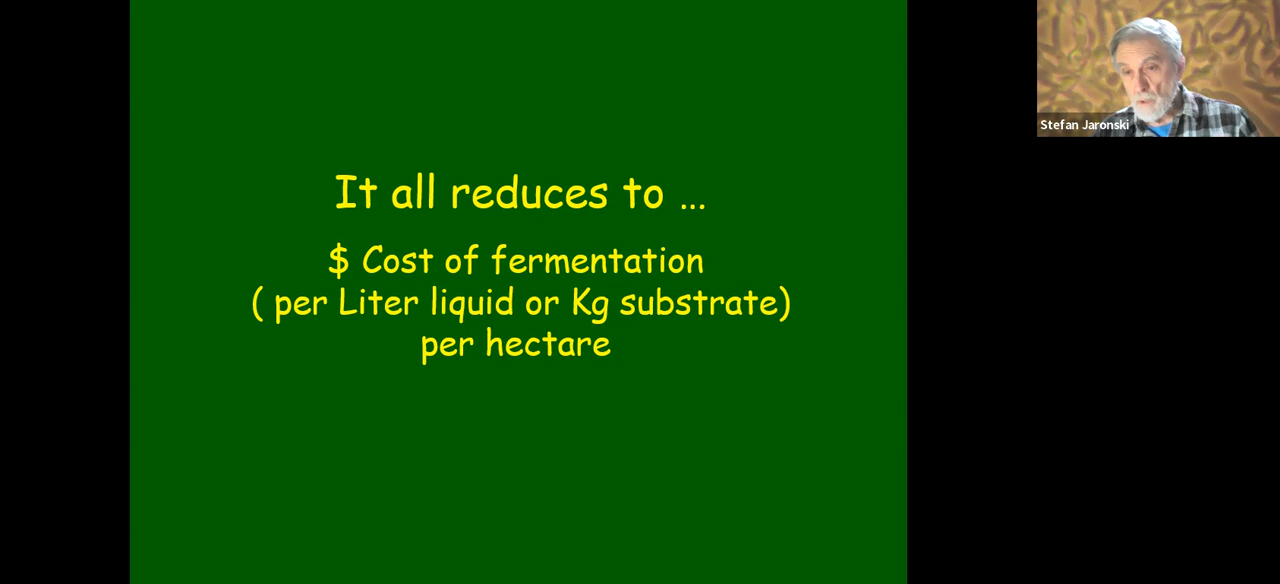 It all reduces to ...
$ Cost of fermentation
( per Liter liquid or Kg substrate)
per hectare
Stefan Jaronski